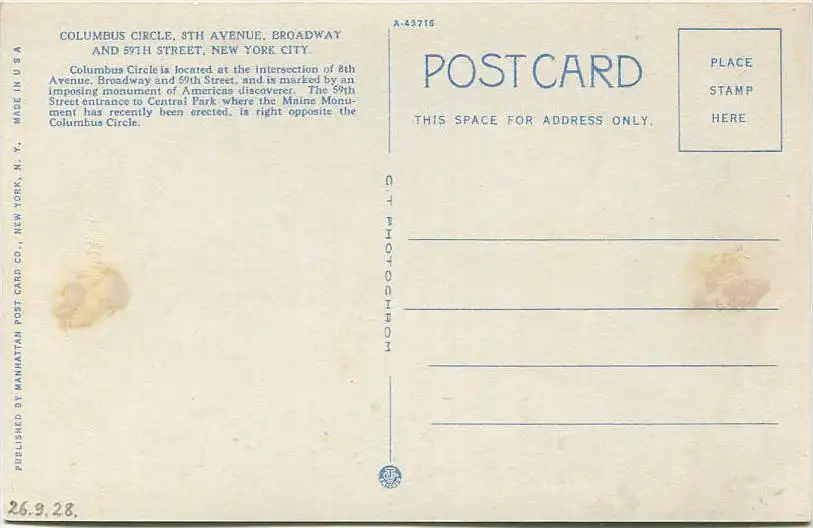 COLUMBUS CIRCLE, 8TH AVENUE, BROADWAY
AND 59TH STREET, NEW YORK CITY.
Columbus Circle is located at the intersection of 8th
Avenue, Broadway and 59th Street, and is marked by an
imposing monument of Americas discoverer. The 59th
Street entrance to Central Park where the Maine Monu-
ment has recently been erected, is right opposite the
Columbus Circle.
PUBLISHED BY MANHATTAN POST CARD CO., NEW YORK, N. Y. MADE IN U S A
26.9.28.
A-43716
C.T. PHOTOCHROM
POST CARD
THIS SPACE FOR ADDRESS ONLY.
PLACE
STAMP
HERE